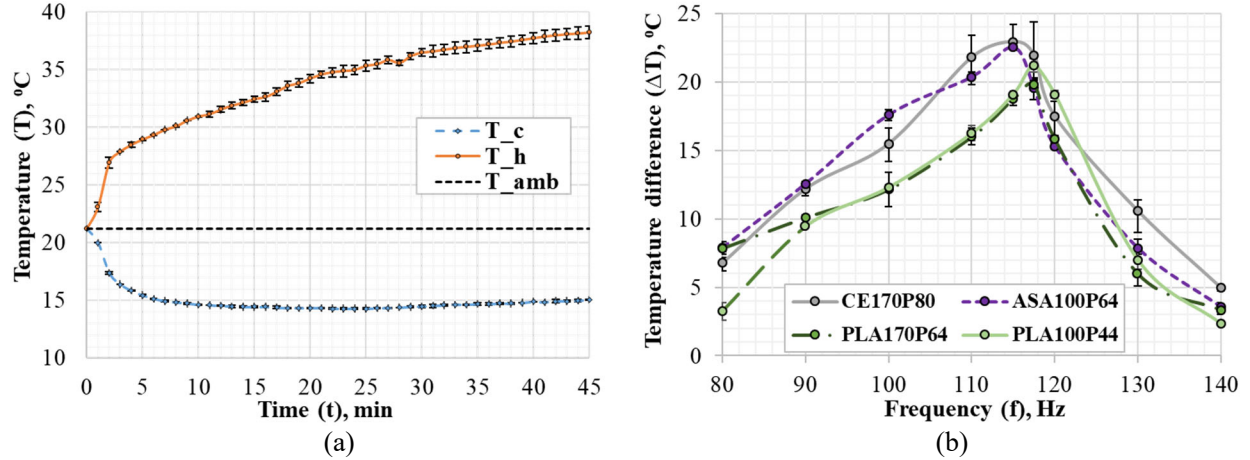 40
35
30
25
20
15
10
Temperature (T), ⁰C
T_c
T_h
T_amb
0 5 10 15 20 25 30 35 40 45
Time (t), min
(a)
25
20
15
10
5
0
Temperature difference (ΔT), ⁰C
CE170P80 ASA100P64
PLA170P64 PLA100P44
80 90 100 110 120 130 140
Frequency (f), Hz
(b)